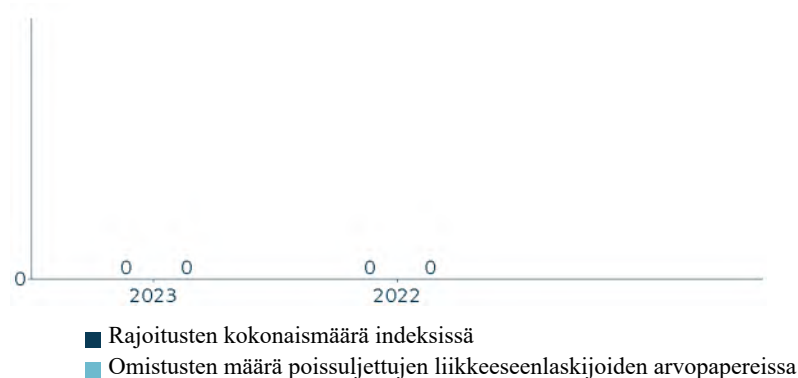 0 0 0 0
0
2023 2022
Rajoitusten kokonaismäärä indeksissä
Omistusten määrä poissuljettujen liikkeeseenlaskijoiden arvopapereissa